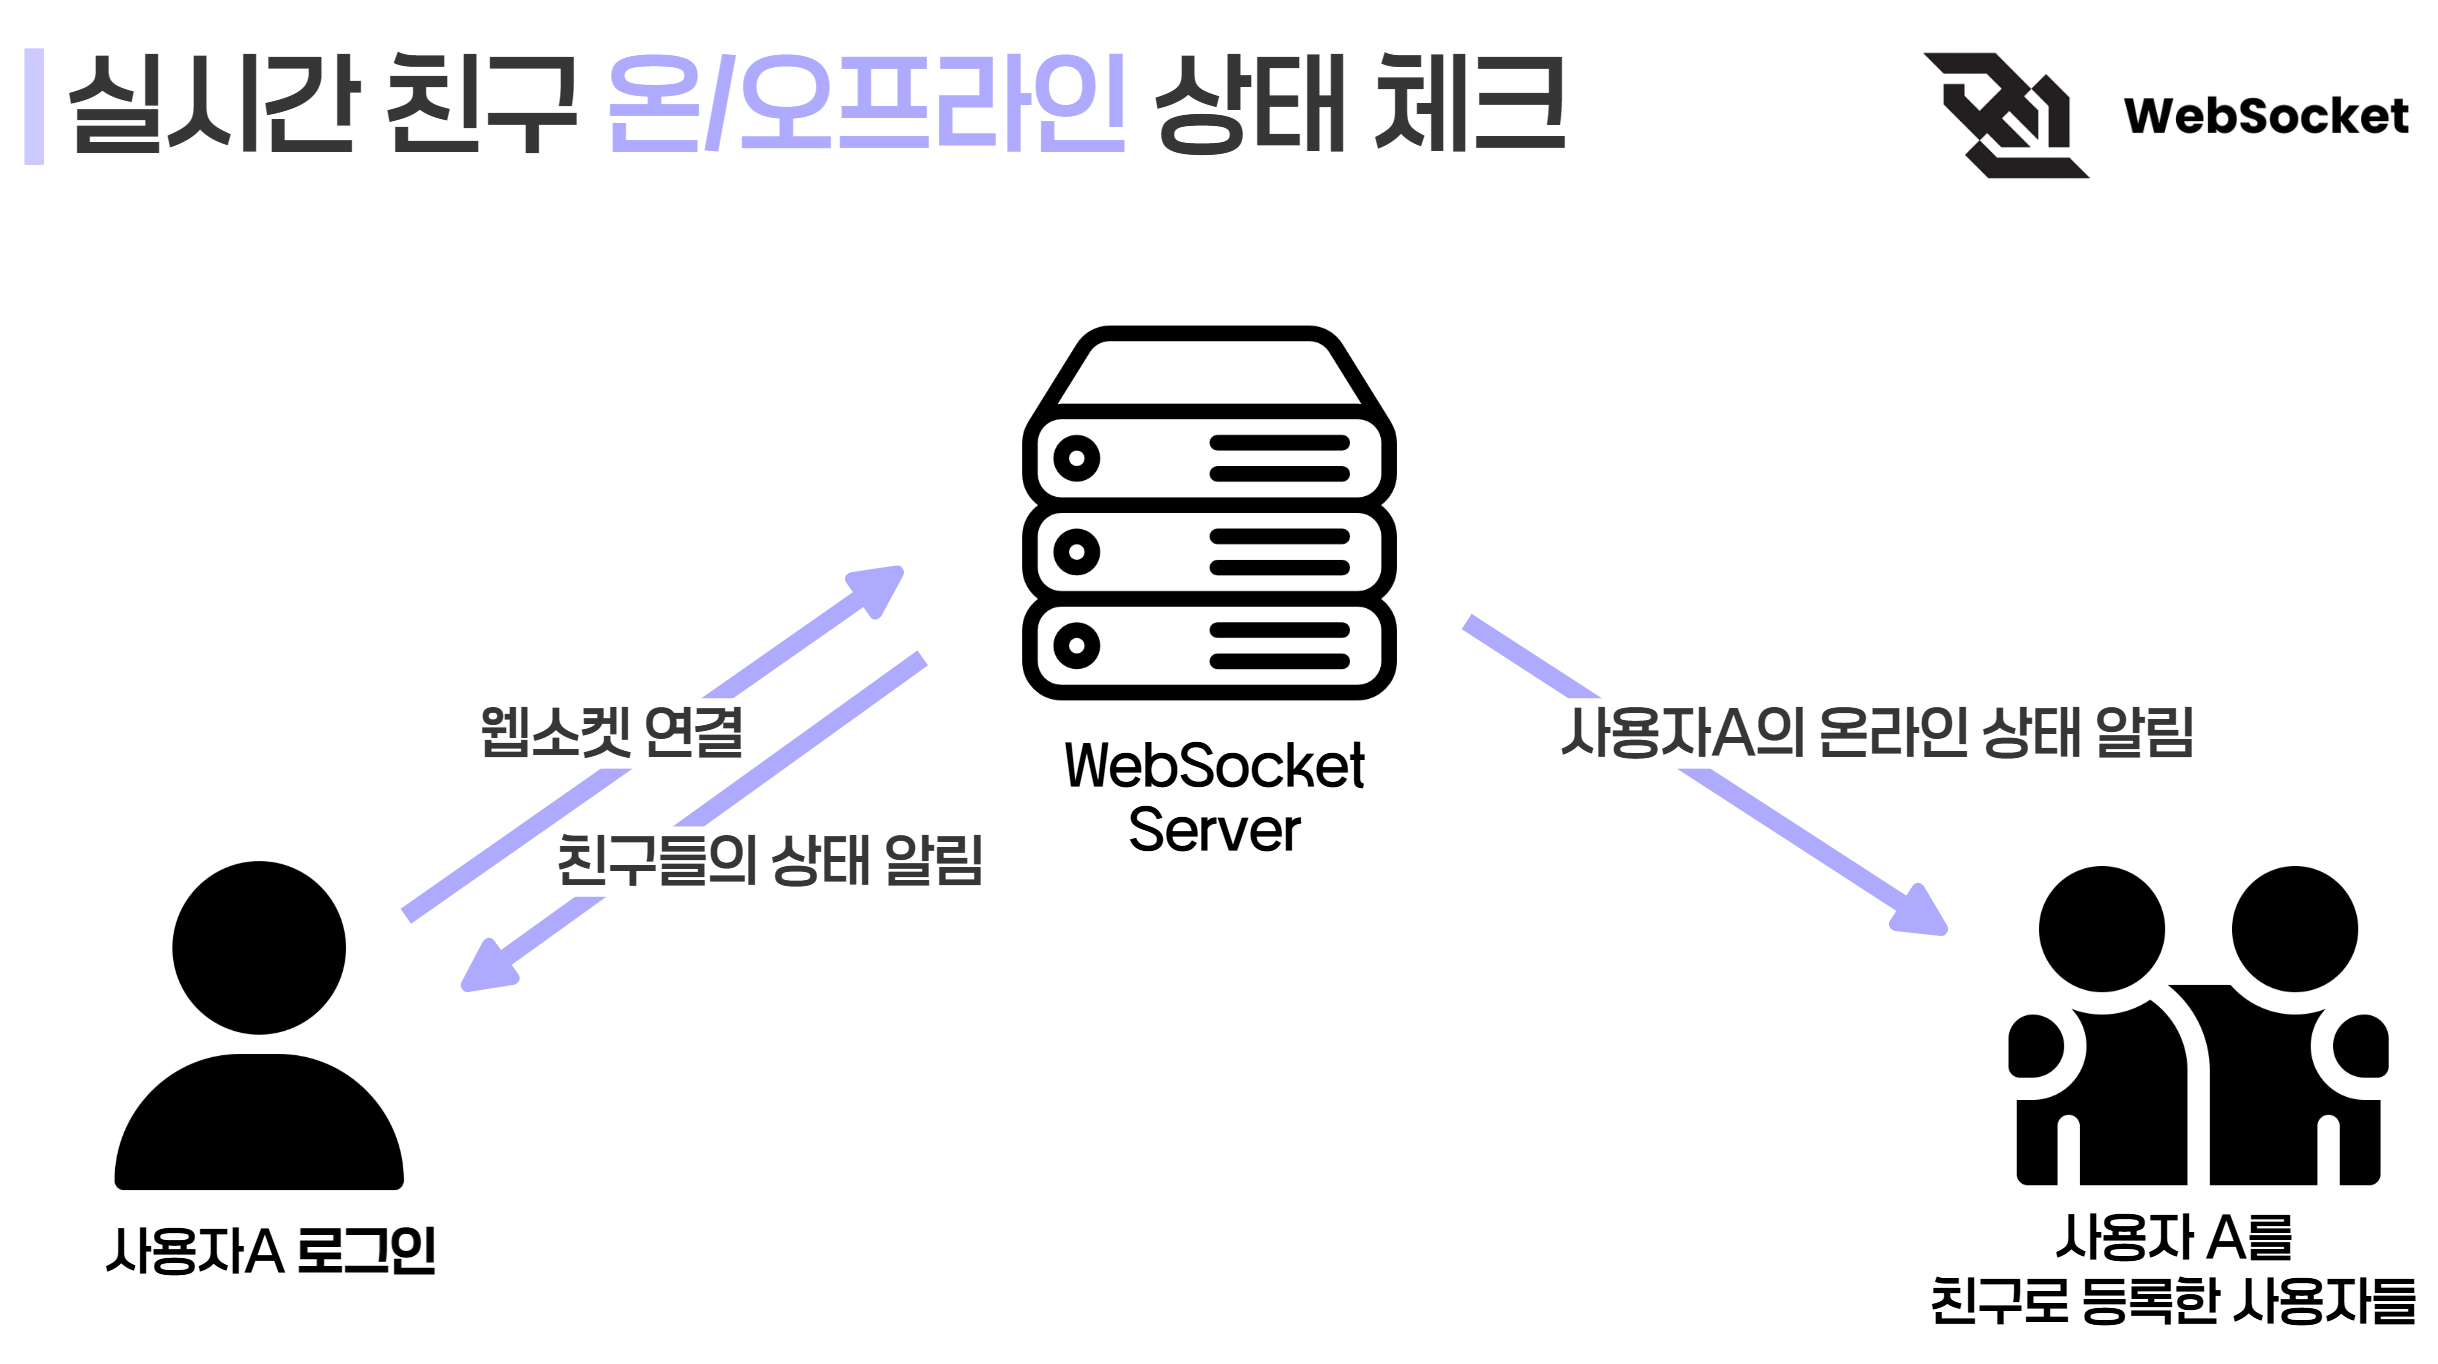 실시간 친구 온/오프라인 상태 체크
WebSocket
웹소켓 연결
친구들의 상태 알림
WebSocket
Server
사용자A의 온라인 상태 알림
사용자A 로그인
사용자 A를
친구로 등록한 사용자들